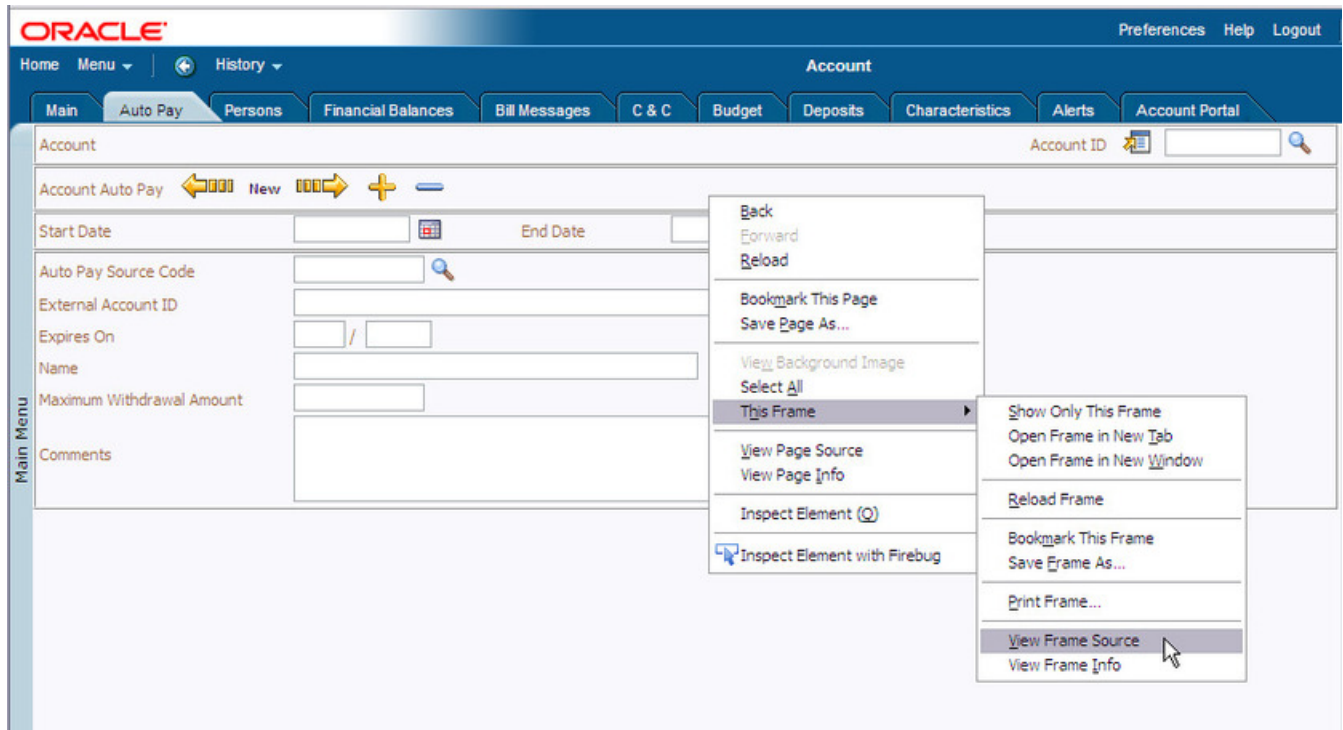 ORACLE
Preferences Help Logout
Home Menu History Account
Main Auto Pay Persons Financial Balances Bill Messages C & C Budget Deposits Characteristics Alerts Account Portal
Account Account ID
Account Auto Pay New
Start Date End Date
Auto Pay Source Code
External Account ID
Expires On /
Name
Maximum Withdrawal Amount
Comments
Main Menu
Back
Forward
Reload
Bookmark This Page
Save Page As...
View Background Image
Select All
This Frame
View Page Source
View Page Info
Inspect Element (Q)
Inspect Element with Firebug
Show Only This Frame
Open Frame in New Tab
Open Frame in New Window
Reload Frame
Bookmark This Frame
Save Frame As...
Print Frame...
View Frame Source
View Frame Info